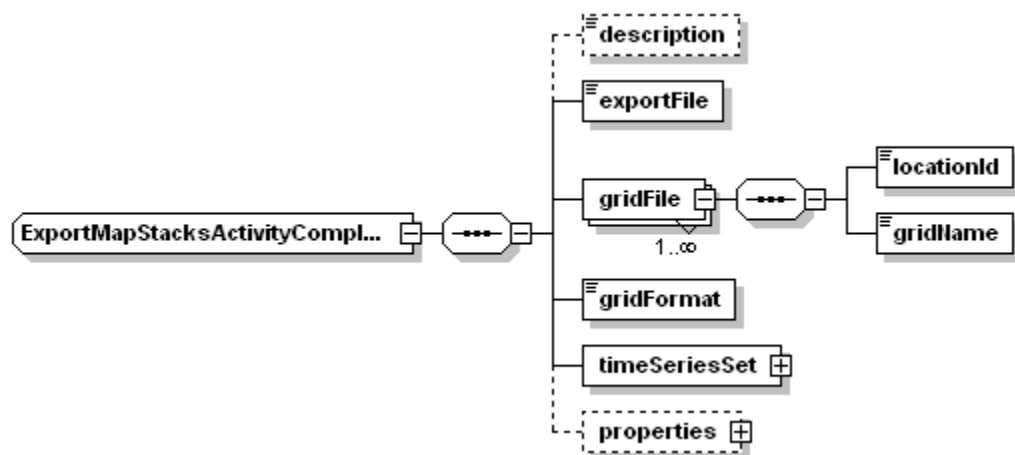 description
exportFile
locationId
gridFile
gridName
1..∞
ExportMapStacksActivityCompl...
gridFormat
timeSeriesSet
properties